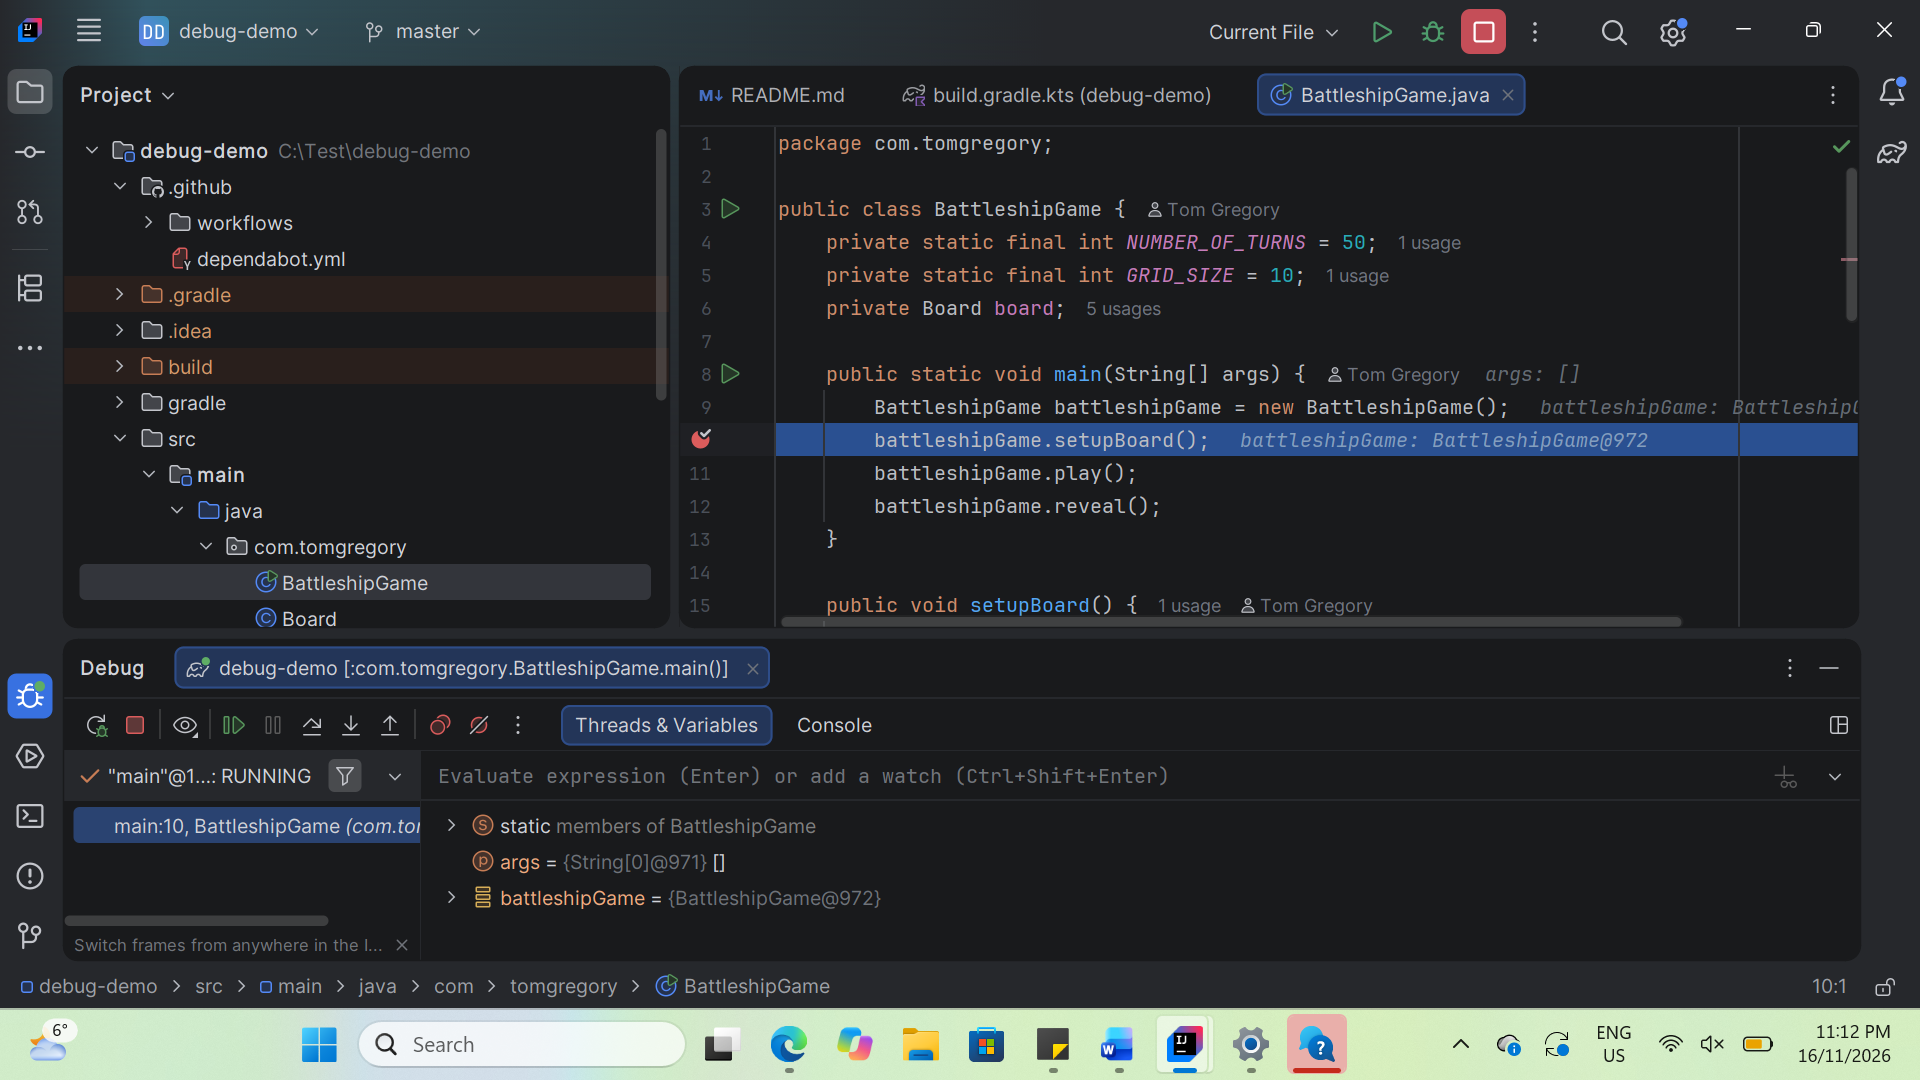 DD debug-demo
master
Current File
Project
debug-demo C:\Test\debug-demo
.github
workflows
dependabot.yml
.gradle
.idea
build
gradle
src
main
java
com.tomgregory
BattleshipGame
Board
README.md
build.gradle.kts (debug-demo)
BattleshipGame.java
1 package com.tomgregory;
2
3 public class BattleshipGame { Tom Gregory
4 private static final int NUMBER_OF_TURNS = 50; 1 usage
5 private static final int GRID_SIZE = 10; 1 usage
6 private Board board; 5 usages
7
8 public static void main(String[] args) { Tom Gregory args: []
9 BattleshipGame battleshipGame = new BattleshipGame(); battleshipGame: Battleship
battleshipGame.setupBoard(); battleshipGame: BattleshipGame@972
11 battleshipGame.play();
12 battleshipGame.reveal();
13 }
14
15 public void setupBoard() { 1 usage Tom Gregory
Debug
debug-demo [:com.tomgregory.BattleshipGame.main()]
Threads & Variables
Console
"main"@1...: RUNNING
Evaluate expression (Enter) or add a watch (Ctrl+Shift+Enter)
main:10, BattleshipGame (com.to
static members of BattleshipGame
args = {String[0]@971} []
battleshipGame = {BattleshipGame@972}
Switch frames from anywhere in the I...
debug-demo > src > main > java > com > tomgregory > BattleshipGame
10:1
6°
Search
ENG
US
11:12 PM
16/11/2026